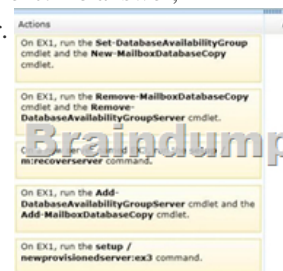 Actions
On EX1, run the Set-DatabaseAvailabilityGroup
cmdlet and the New-MailboxDatabaseCopy
cmdlet.
On EX1, run the Remove-MailboxDatabaseCopy
cmdlet and the Remove-
DatabaseAvailabilityGroupServer cmdlet.
Braindump
m:recoverserver command.
On EX1, run the Add-
DatabaseAvailabilityGroupServer cmdlet and the
Add-MailboxDatabaseCopy cmdlet.
On EX1, run the setup /
newprovisionedserver:ex3 command.